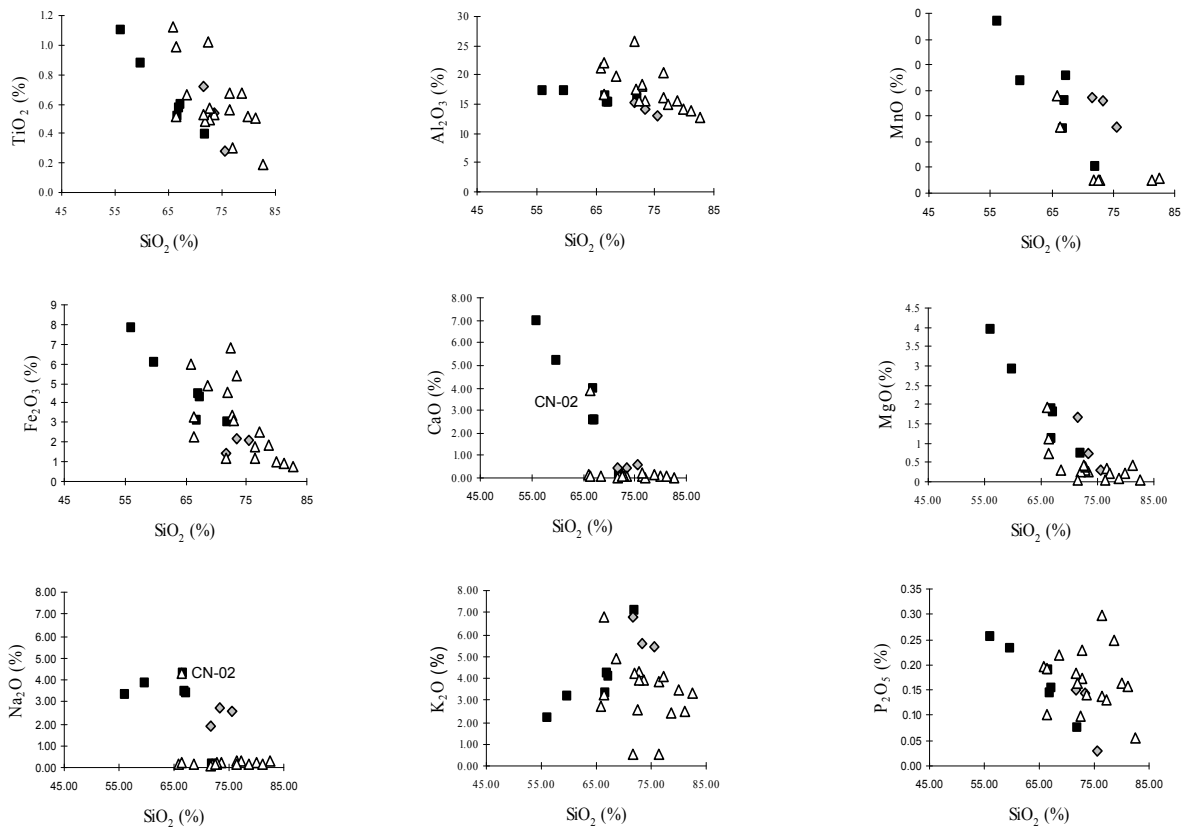 TiO2 (%)
1.2
1.0
0.8
0.6
0.4
0.2
0.0
45 55 65 75 85
SiO2 (%)
Al2O3 (%)
30
25
20
15
10
5
0
45 55 65 75 85
SiO2 (%)
MnO (%)
0
0
0
0
0
0
0
0
45 55 65 75 85
SiO2 (%)
Fe2O3 (%)
9
8
7
6
5
4
3
2
1
0
45 55 65 75 85
SiO2 (%)
CaO (%)
8.00
7.00
6.00
5.00
4.00
3.00
2.00
1.00
0.00
CN-02
45.00 55.00 65.00 75.00 85.00
SiO2 (%)
MgO(%)
4.5
4
3.5
3
2.5
2
1.5
1
0.5
0
45.00 55.00 65.00 75.00 85.00
SiO2 (%)
Na2O (%)
8.00
7.00
6.00
5.00
4.00
3.00
2.00
1.00
0.00
CN-02
45.00 55.00 65.00 75.00 85.00
SiO2 (%)
K2O (%)
8.00
7.00
6.00
5.00
4.00
3.00
2.00
1.00
0.00
45.00 55.00 65.00 75.00 85.00
SiO2 (%)
P2O5 (%)
0.35
0.30
0.25
0.20
0.15
0.10
0.05
0.00
45.00 55.00 65.00 75.00 85.00
SiO2 (%)